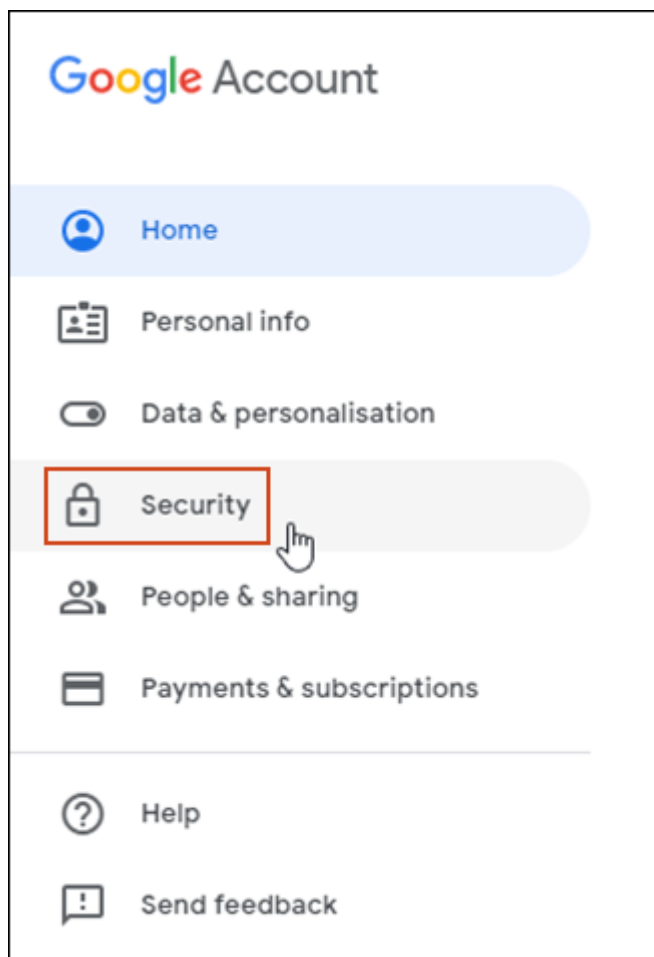 Google Account
Home
Personal info
Data & personalisation
Security
People & sharing
Payments & subscriptions
Help
Send feedback